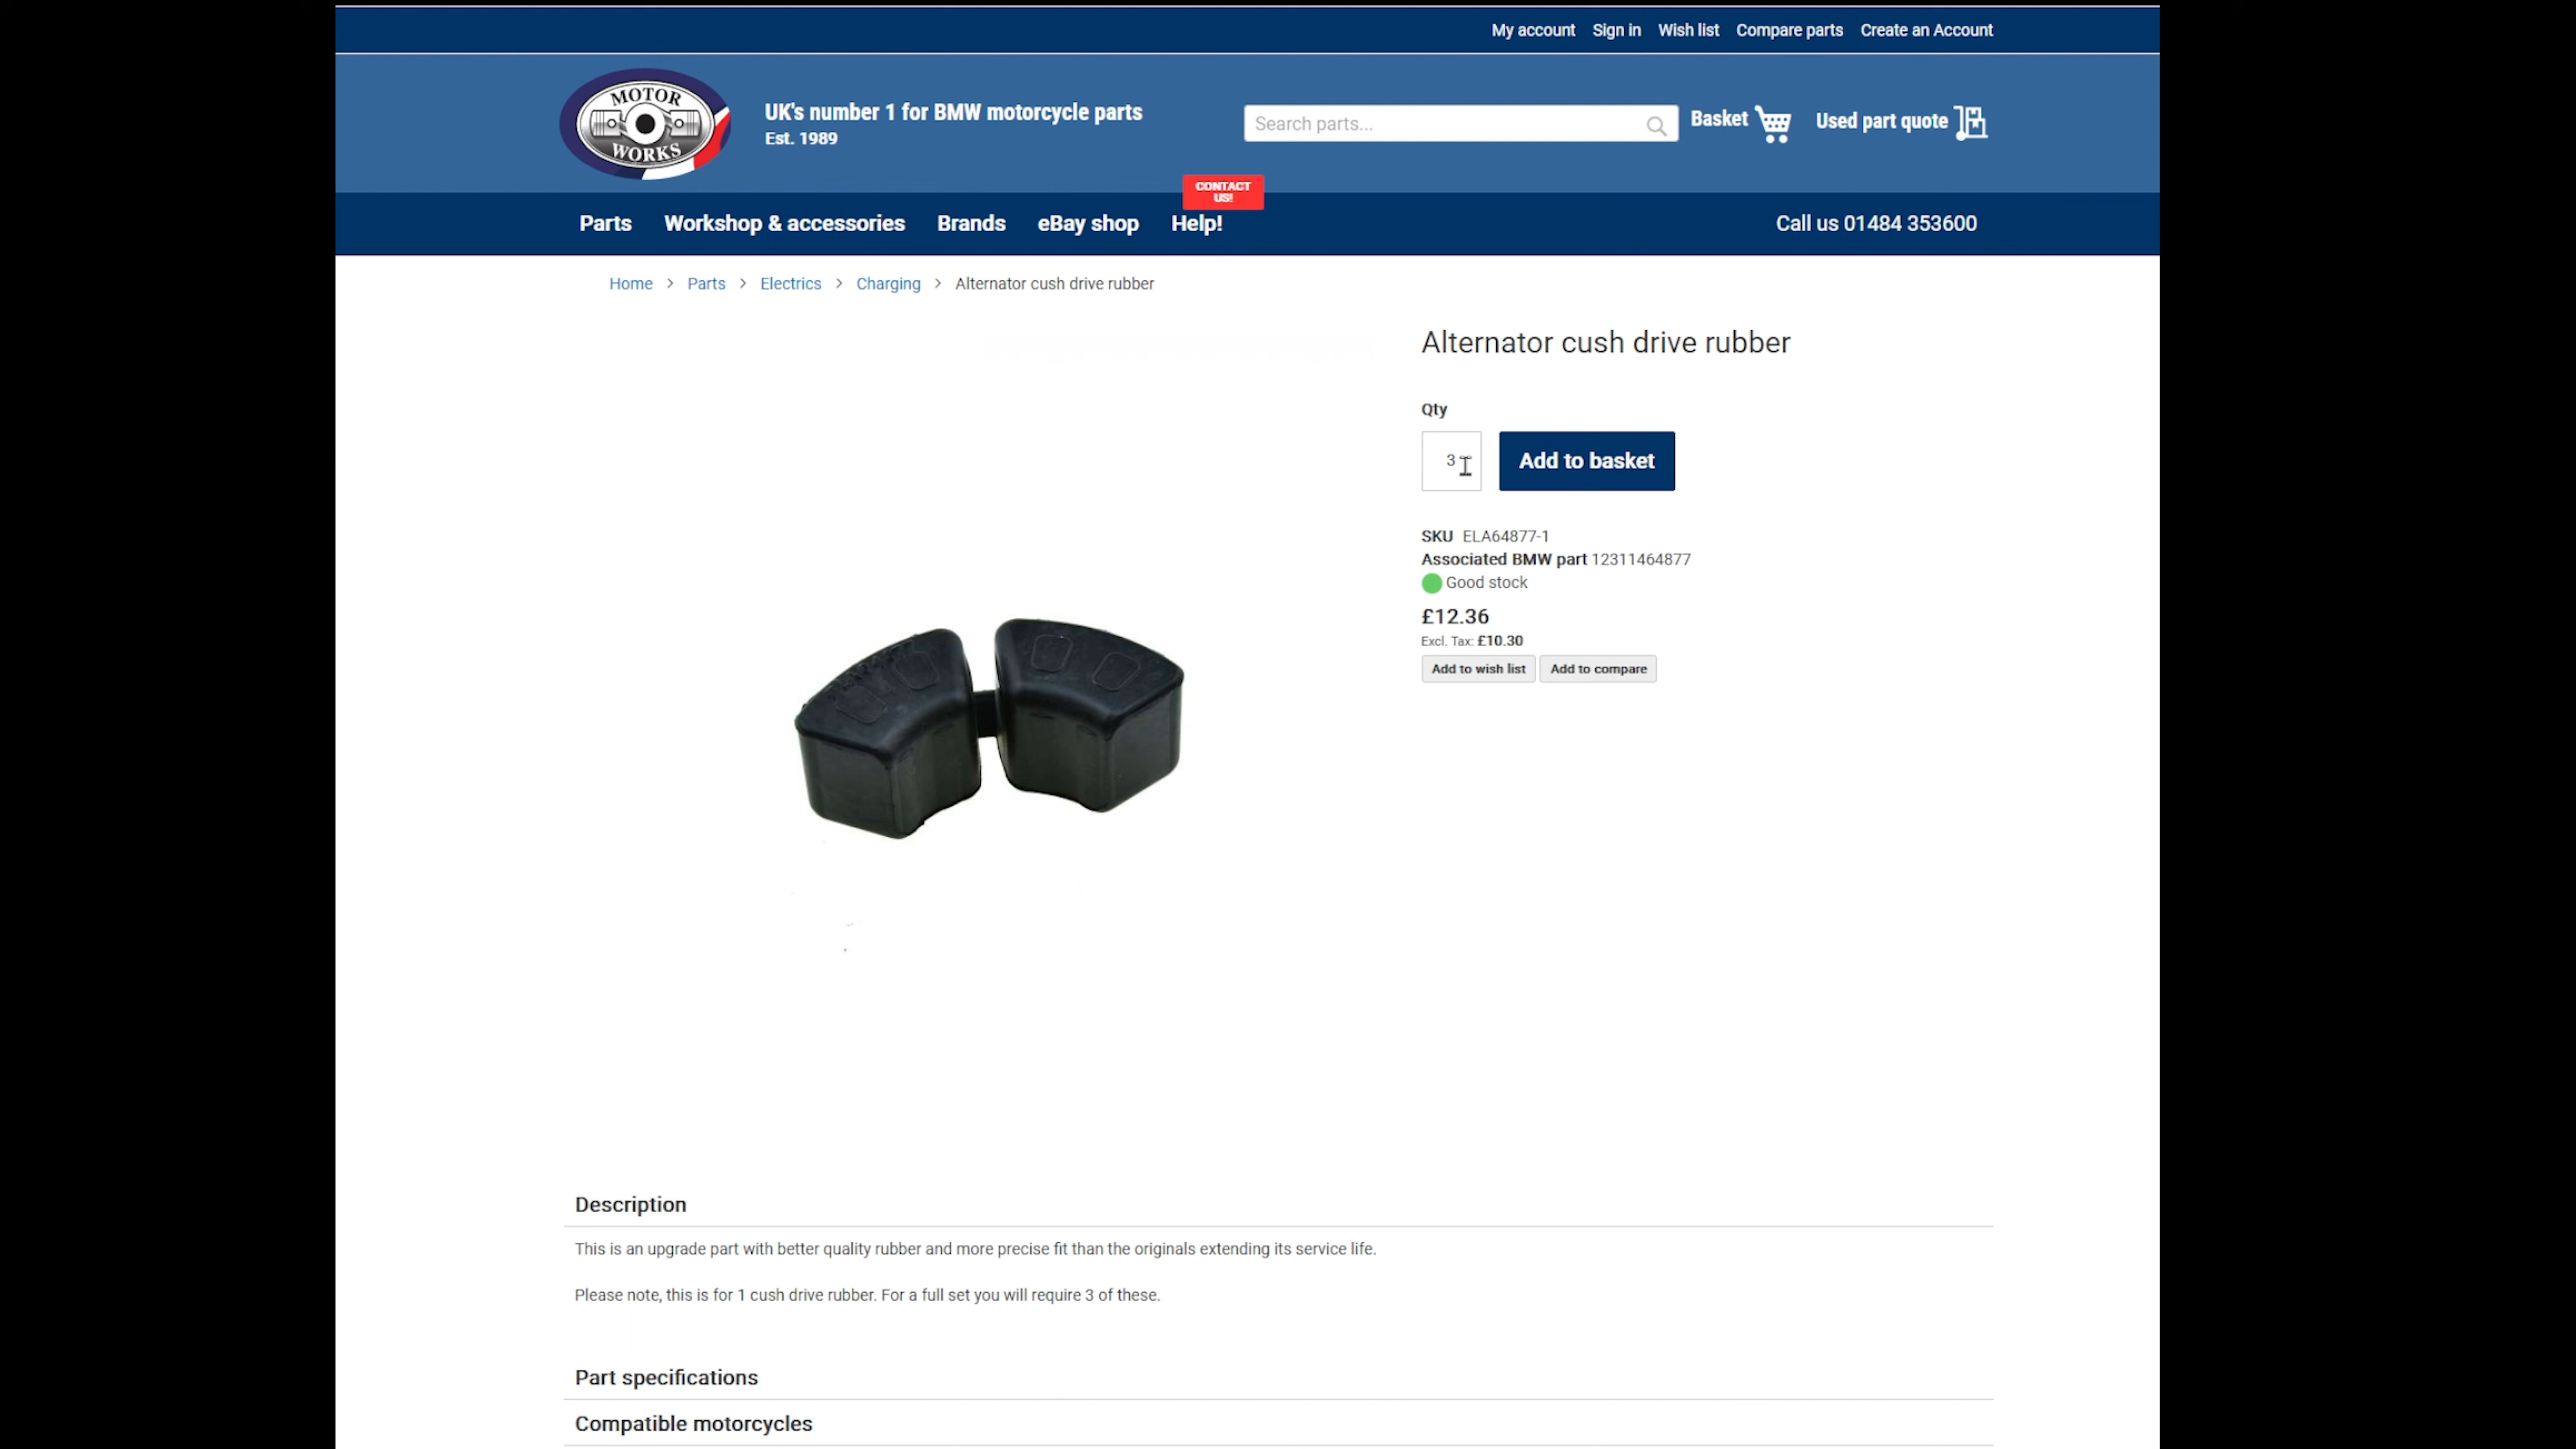 My account Sign in Wish list Compare parts Create an Account
MOTOR
WORKS
UK's number 1 for BMW motorcycle parts
Est. 1989
Search parts...
Basket
Used part quote
CONTACT
US!
Parts Workshop & accessories Brands eBay shop Help!
Call us 01484 353600
Home > Parts > Electrics > Charging > Alternator cush drive rubber
Alternator cush drive rubber
Qty
3
Add to basket
SKU ELA64877-1
Associated BMW part 12311464877
Good stock
£12.36
Excl. Tax: £10.30
Add to wish list Add to compare
Description
This is an upgrade part with better quality rubber and more precise fit than the originals extending its service life.
Please note, this is for 1 cush drive rubber. For a full set you will require 3 of these.
Part specifications
Compatible motorcycles